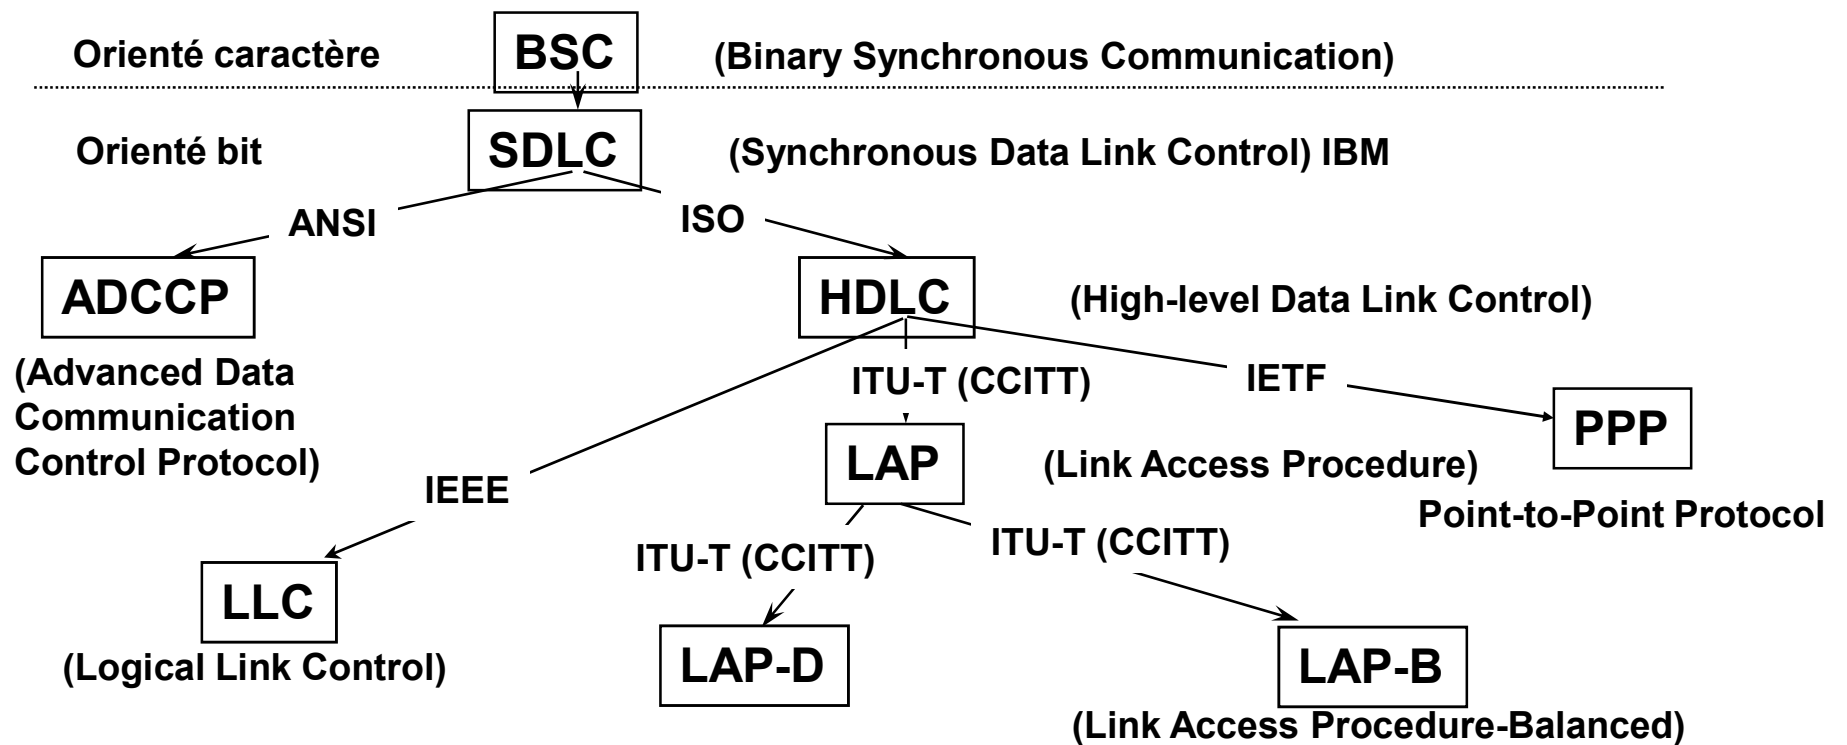 Orienté caractère
BSC
(Binary Synchronous Communication)
Orienté bit
SDLC
(Synchronous Data Link Control) IBM
ANSI
ISO
ADCCP
HDLC
(High-level Data Link Control)
(Advanced Data
Communication
Control Protocol)
ITU-T (CCITT)
IETF
PPP
LAP
(Link Access Procedure)
IEEE
Point-to-Point Protocol
ITU-T (CCITT)
ITU-T (CCITT)
LLC
(Logical Link Control)
LAP-D
LAP-B
(Link Access Procedure-Balanced)